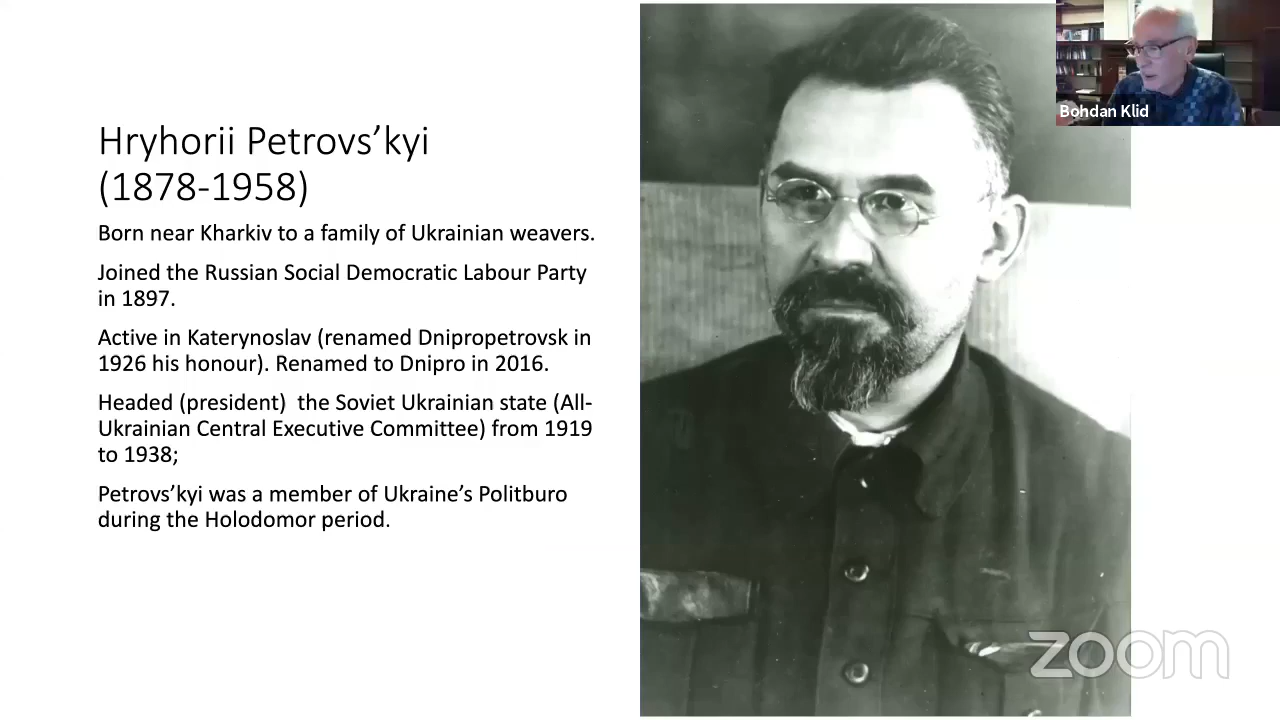 Hryhorii Petrovs’kyi
(1878-1958)
Born near Kharkiv to a family of Ukrainian weavers.
Joined the Russian Social Democratic Labour Party
in 1897.
Active in Katerynoslav (renamed Dnipropetrovsk in
1926 his honour). Renamed to Dnipro in 2016.
Headed (president)  the Soviet Ukrainian state (All-
Ukrainian Central Executive Committee) from 1919
to 1938;
Petrovs’kyi was a member of Ukraine’s Politburo
during the Holodomor period.
Bohdan Klid
zoom